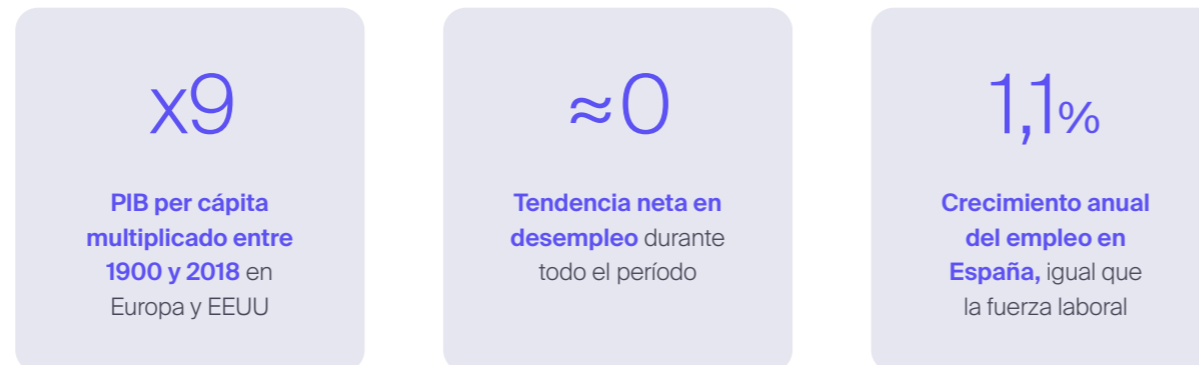 x9
PIB per cápita
multiplicado entre
1900 y 2018 en
Europa y EEUU
≈0
Tendencia neta en
desempleo durante
todo el período
1,1%
Crecimiento anual
del empleo en
España, igual que
la fuerza laboral